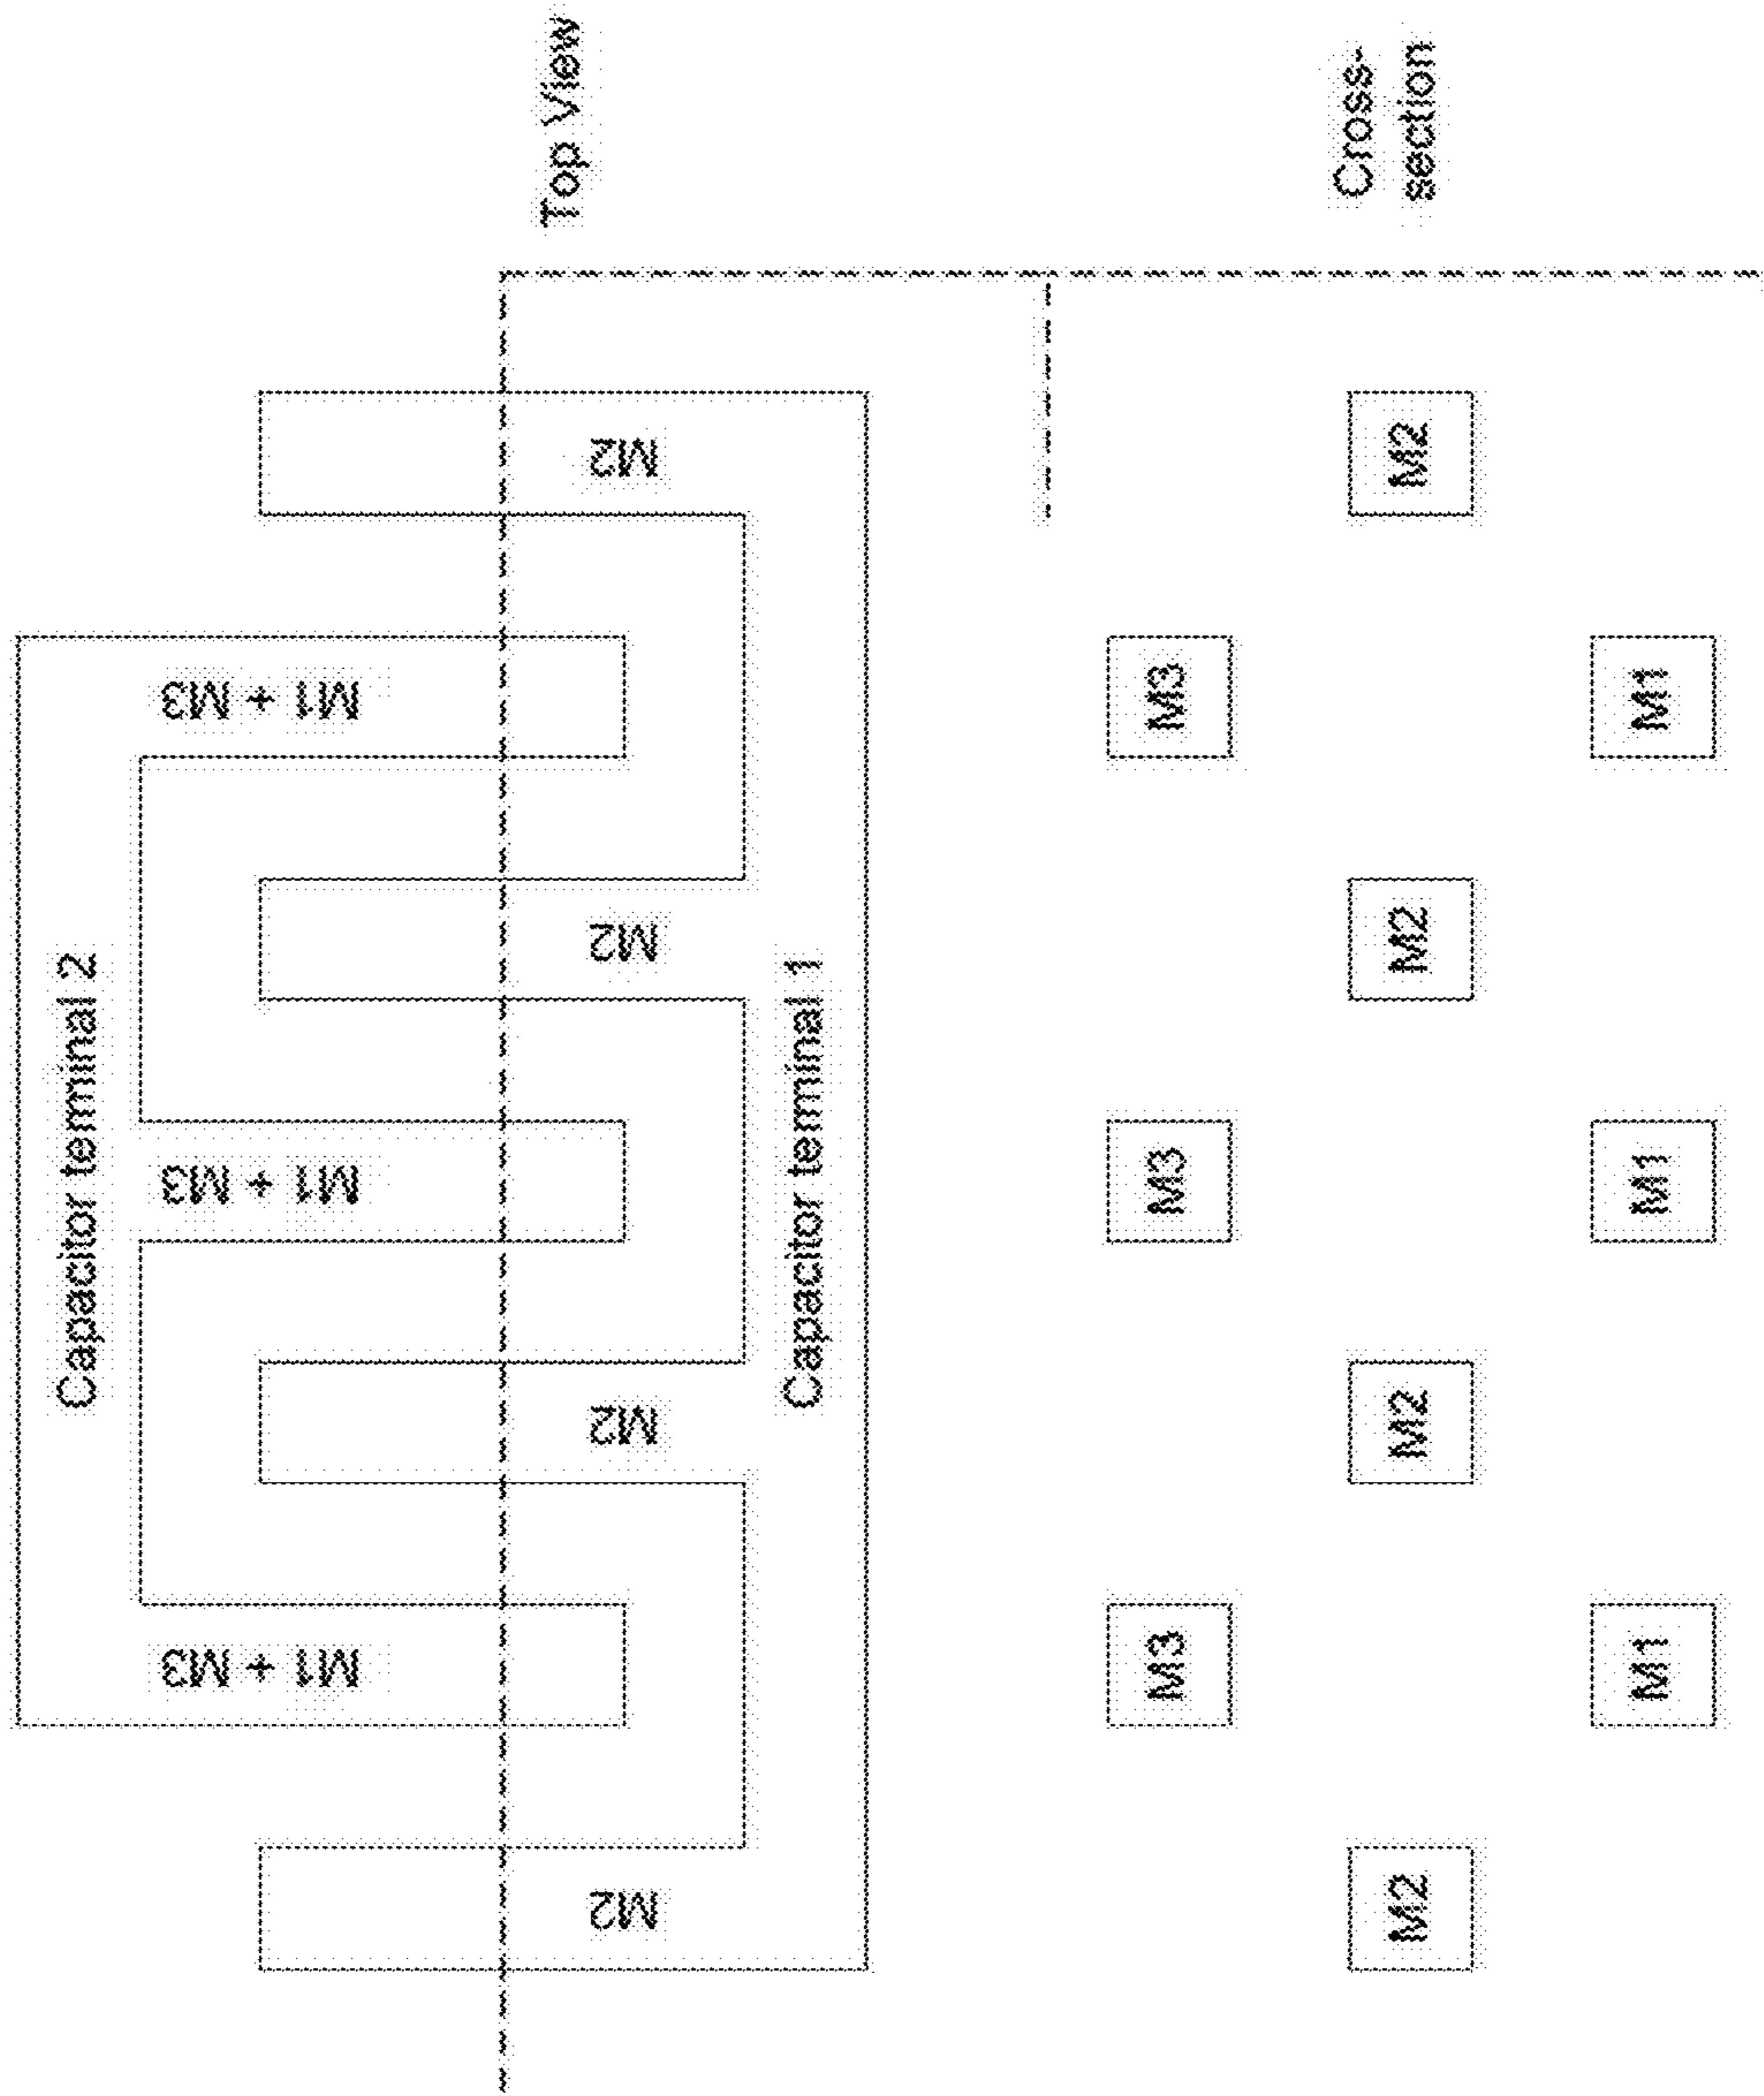 Capacitor terminal 2
M1 + M3
M1 + M3
M1 + M3
Top View
M2
M2
M2
M2
Capacitor terminal 1
M3
M3
M3
Cross-
section
M2
M2
M2
M2
M1
M1
M1